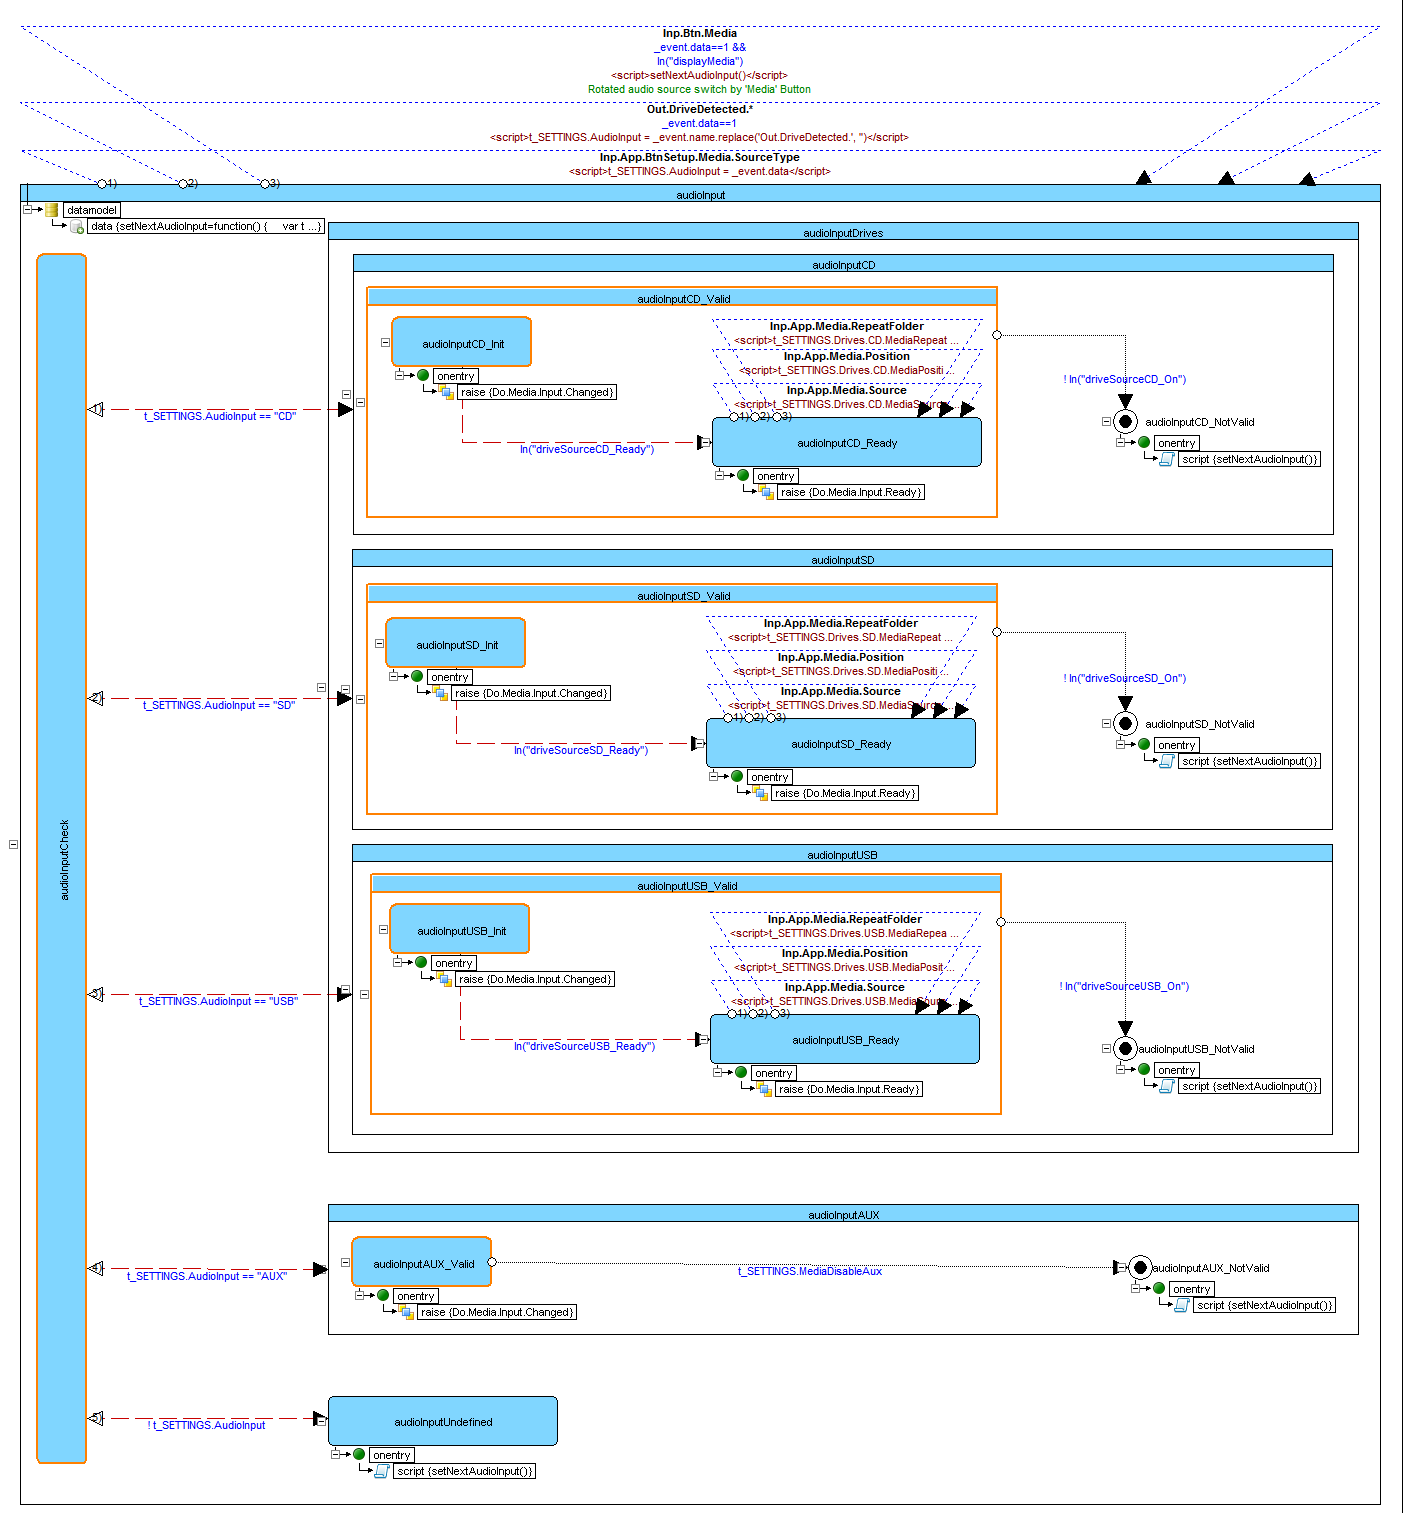 Inp.Btn.Media
_event.data==1 &&
In("displayMedia")
<script>setNextAudioInput()</script>
Rotated audio source switch by 'Media' Button
Out.DriveDetected.*
_event.data==1
<script>t_SETTINGS.AudioInput = _event.name.replace('Out.DriveDetected.', '')</script>
Inp.App.BtnSetup.Media.SourceType
<script>t_SETTINGS.AudioInput = _event.data</script>
1) 2) 3)
audioInput
datamodel
data {setNextAudioInput=function() { var t ...}
audioInputCheck
audioInputDrives
audioInputCD
audioInputCD_Valid
audioInputCD_Init
onentry
raise {Do.Media.Input.Changed}
Inp.App.Media.RepeatFolder
<script>t_SETTINGS.Drives.CD.MediaRepeat ...
Inp.App.Media.Position
<script>t_SETTINGS.Drives.CD.MediaPositi ...
Inp.App.Media.Source
<script>t_SETTINGS.Drives.CD.MediaSource ...
1) 2) 3)
audioInputCD_Ready
onentry
raise {Do.Media.Input.Ready}
In("driveSourceCD_Ready")
! In("driveSourceCD_On")
audioInputCD_NotValid
onentry
script {setNextAudioInput()}
1)
t_SETTINGS.AudioInput == "CD"
audioInputSD
audioInputSD_Valid
audioInputSD_Init
onentry
raise {Do.Media.Input.Changed}
Inp.App.Media.RepeatFolder
<script>t_SETTINGS.Drives.SD.MediaRepeat ...
Inp.App.Media.Position
<script>t_SETTINGS.Drives.SD.MediaPositi ...
Inp.App.Media.Source
<script>t_SETTINGS.Drives.SD.MediaSource ...
1) 2) 3)
audioInputSD_Ready
onentry
raise {Do.Media.Input.Ready}
In("driveSourceSD_Ready")
! In("driveSourceSD_On")
audioInputSD_NotValid
onentry
script {setNextAudioInput()}
2)
t_SETTINGS.AudioInput == "SD"
audioInputUSB
audioInputUSB_Valid
audioInputUSB_Init
onentry
raise {Do.Media.Input.Changed}
Inp.App.Media.RepeatFolder
<script>t_SETTINGS.Drives.USB.MediaRepea ...
Inp.App.Media.Position
<script>t_SETTINGS.Drives.USB.MediaPosit ...
Inp.App.Media.Source
<script>t_SETTINGS.Drives.USB.MediaSourc ...
1) 2) 3)
audioInputUSB_Ready
onentry
raise {Do.Media.Input.Ready}
In("driveSourceUSB_Ready")
! In("driveSourceUSB_On")
audioInputUSB_NotValid
onentry
script {setNextAudioInput()}
3)
t_SETTINGS.AudioInput == "USB"
audioInputAUX
audioInputAUX_Valid
onentry
raise {Do.Media.Input.Changed}
t_SETTINGS.MediaDisableAux
audioInputAUX_NotValid
onentry
script {setNextAudioInput()}
4)
t_SETTINGS.AudioInput == "AUX"
5)
! t_SETTINGS.AudioInput
audioInputUndefined
onentry
script {setNextAudioInput()}